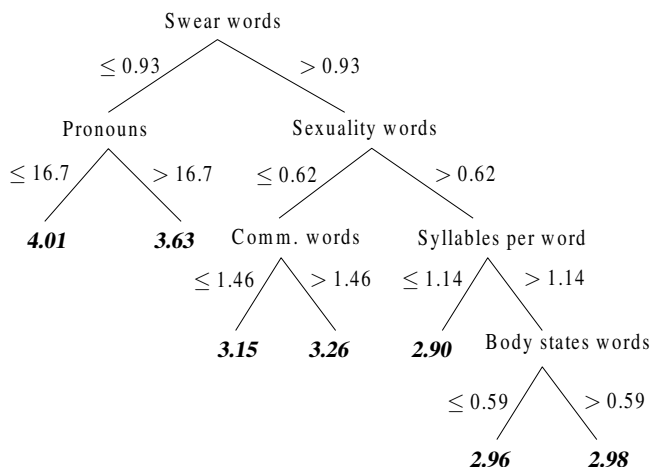 Swear words
≤ 0.93 > 0.93
Pronouns Sexuality words
≤ 16.7 > 16.7 ≤ 0.62 > 0.62
4.01 3.63 Comm. words Syllables per word
≤ 1.46 > 1.46 ≤ 1.14 > 1.14
3.15 3.26 2.90 Body states words
≤ 0.59 > 0.59
2.96 2.98